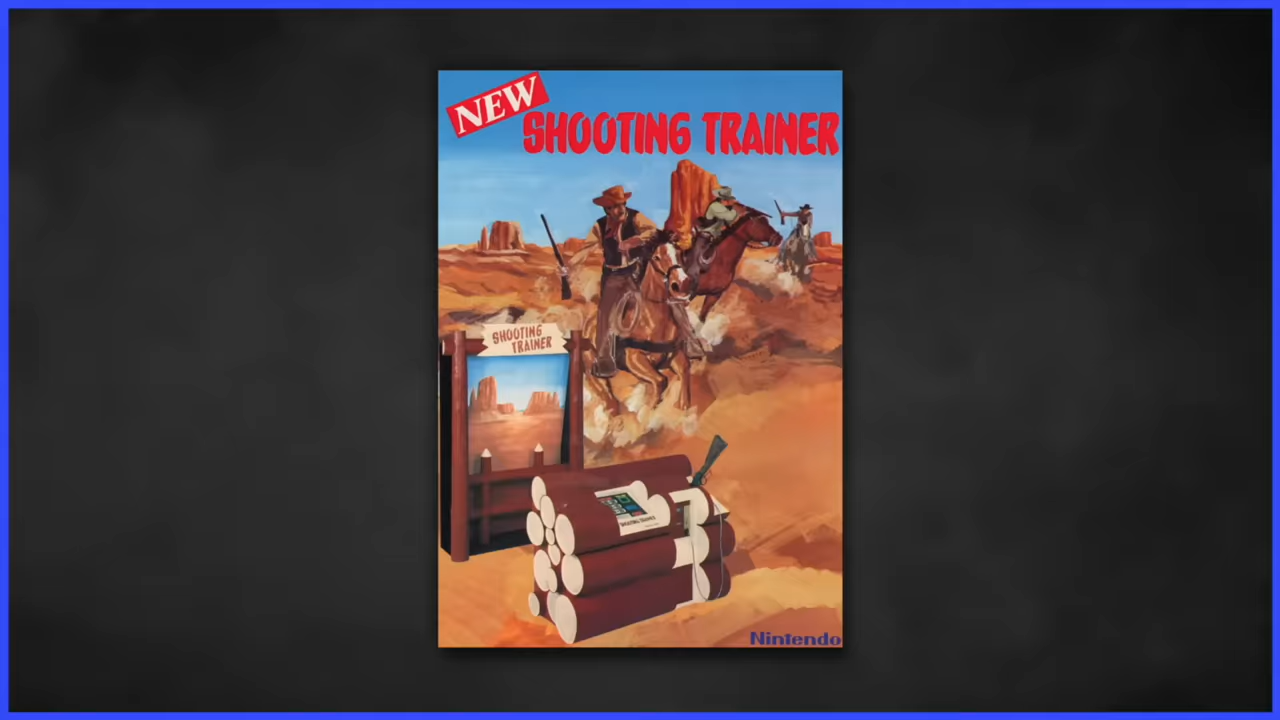 NEW
SHOOTING TRAINER
SHOOTING
TRAINER
SHOOTING TRAINER
Nintendo